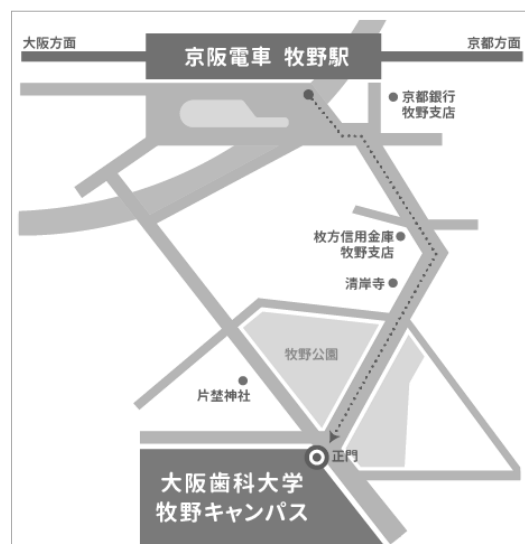 大阪方面
京阪電車 牧野駅
京都方面
京都銀行
牧野支店
枚方信用金庫
牧野支店
清岸寺
牧野公園
片埜神社
正門
大阪歯科大学
牧野キャンパス